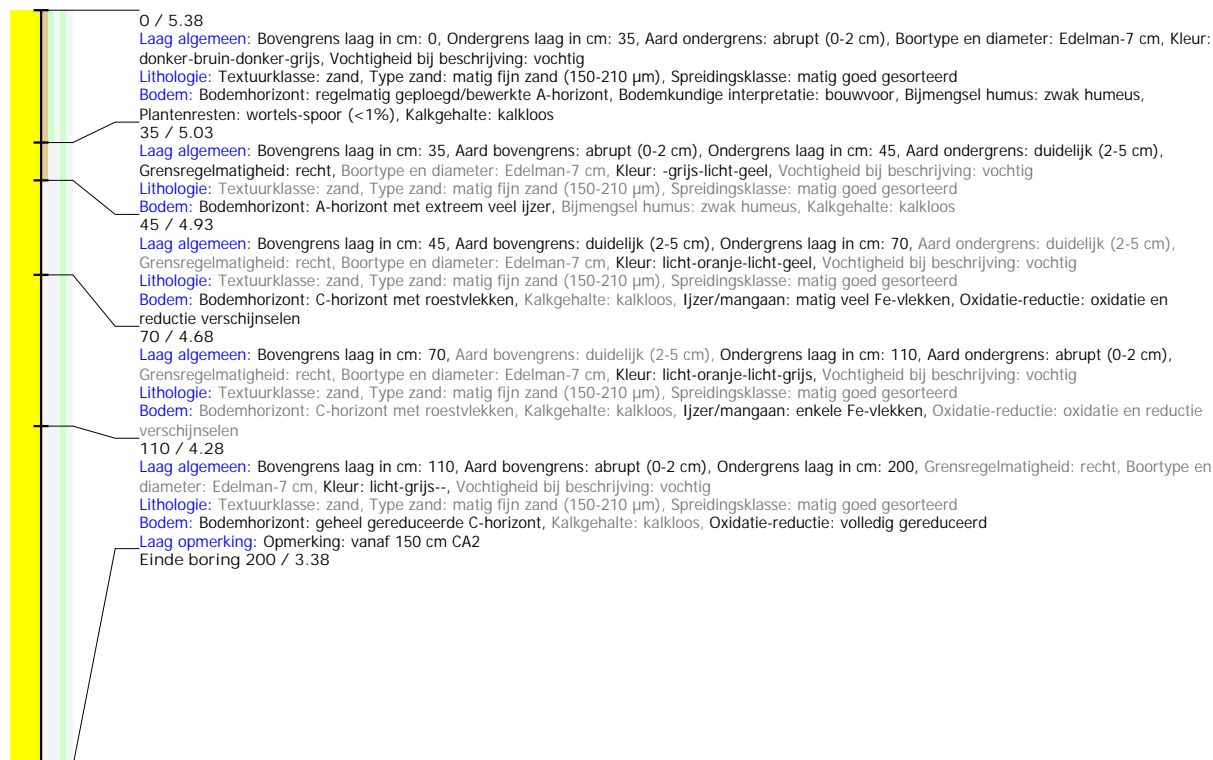 0 / 5.38
Laag algemeen: Bovengrens laag in cm: 0, Ondergrens laag in cm: 35, Aard ondergrens: abrupt (0-2 cm), Boortype en diameter: Edelman-7 cm, Kleur:
donker-bruin-donker-grijs, Vochtigheid bij beschrijving: vochtig
Lithologie: Textuurklasse: zand, Type zand: matig fijn zand (150-210 µm), Spreidingsklasse: matig goed gesorteerd
Bodem: Bodemhorizont: regelmatig geploegd/bewerkte A-horizont, Bodemkundige interpretatie: bouwvoor, Bijmengsel humus: zwak humeus,
Plantenresten: wortels-spoor (<1%), Kalkgehalte: kalkloos
35 / 5.03
Laag algemeen: Bovengrens laag in cm: 35, Aard bovengrens: abrupt (0-2 cm), Ondergrens laag in cm: 45, Aard ondergrens: duidelijk (2-5 cm),
Grensregelmatigheid: recht, Boortype en diameter: Edelman-7 cm, Kleur: -grijs-licht-geel, Vochtigheid bij beschrijving: vochtig
Lithologie: Textuurklasse: zand, Type zand: matig fijn zand (150-210 µm), Spreidingsklasse: matig goed gesorteerd
Bodem: Bodemhorizont: A-horizont met extreem veel ijzer, Bijmengsel humus: zwak humeus, Kalkgehalte: kalkloos
45 / 4.93
Laag algemeen: Bovengrens laag in cm: 45, Aard bovengrens: duidelijk (2-5 cm), Ondergrens laag in cm: 70, Aard ondergrens: duidelijk (2-5 cm),
Grensregelmatigheid: recht, Boortype en diameter: Edelman-7 cm, Kleur: licht-oranje-licht-geel, Vochtigheid bij beschrijving: vochtig
Lithologie: Textuurklasse: zand, Type zand: matig fijn zand (150-210 µm), Spreidingsklasse: matig goed gesorteerd
Bodem: Bodemhorizont: C-horizont met roestvlekken, Kalkgehalte: kalkloos, Ijzer/mangaan: matig veel Fe-vlekken, Oxidatie-reductie: oxidatie en
reductie verschijnselen
70 / 4.68
Laag algemeen: Bovengrens laag in cm: 70, Aard bovengrens: duidelijk (2-5 cm), Ondergrens laag in cm: 110, Aard ondergrens: abrupt (0-2 cm),
Grensregelmatigheid: recht, Boortype en diameter: Edelman-7 cm, Kleur: licht-oranje-licht-grijs, Vochtigheid bij beschrijving: vochtig
Lithologie: Textuurklasse: zand, Type zand: matig fijn zand (150-210 µm), Spreidingsklasse: matig goed gesorteerd
Bodem: Bodemhorizont: C-horizont met roestvlekken, Kalkgehalte: kalkloos, Ijzer/mangaan: enkele Fe-vlekken, Oxidatie-reductie: oxidatie en reductie
verschijnselen
110 / 4.28
Laag algemeen: Bovengrens laag in cm: 110, Aard bovengrens: abrupt (0-2 cm), Ondergrens laag in cm: 200, Grensregelmatigheid: recht, Boortype en
diameter: Edelman-7 cm, Kleur: licht-grijs--, Vochtigheid bij beschrijving: vochtig
Lithologie: Textuurklasse: zand, Type zand: matig fijn zand (150-210 µm), Spreidingsklasse: matig goed gesorteerd
Bodem: Bodemhorizont: geheel gereduceerde C-horizont, Kalkgehalte: kalkloos, Oxidatie-reductie: volledig gereduceerd
Laag opmerking: Opmerking: vanaf 150 cm CA2
Einde boring 200 / 3.38